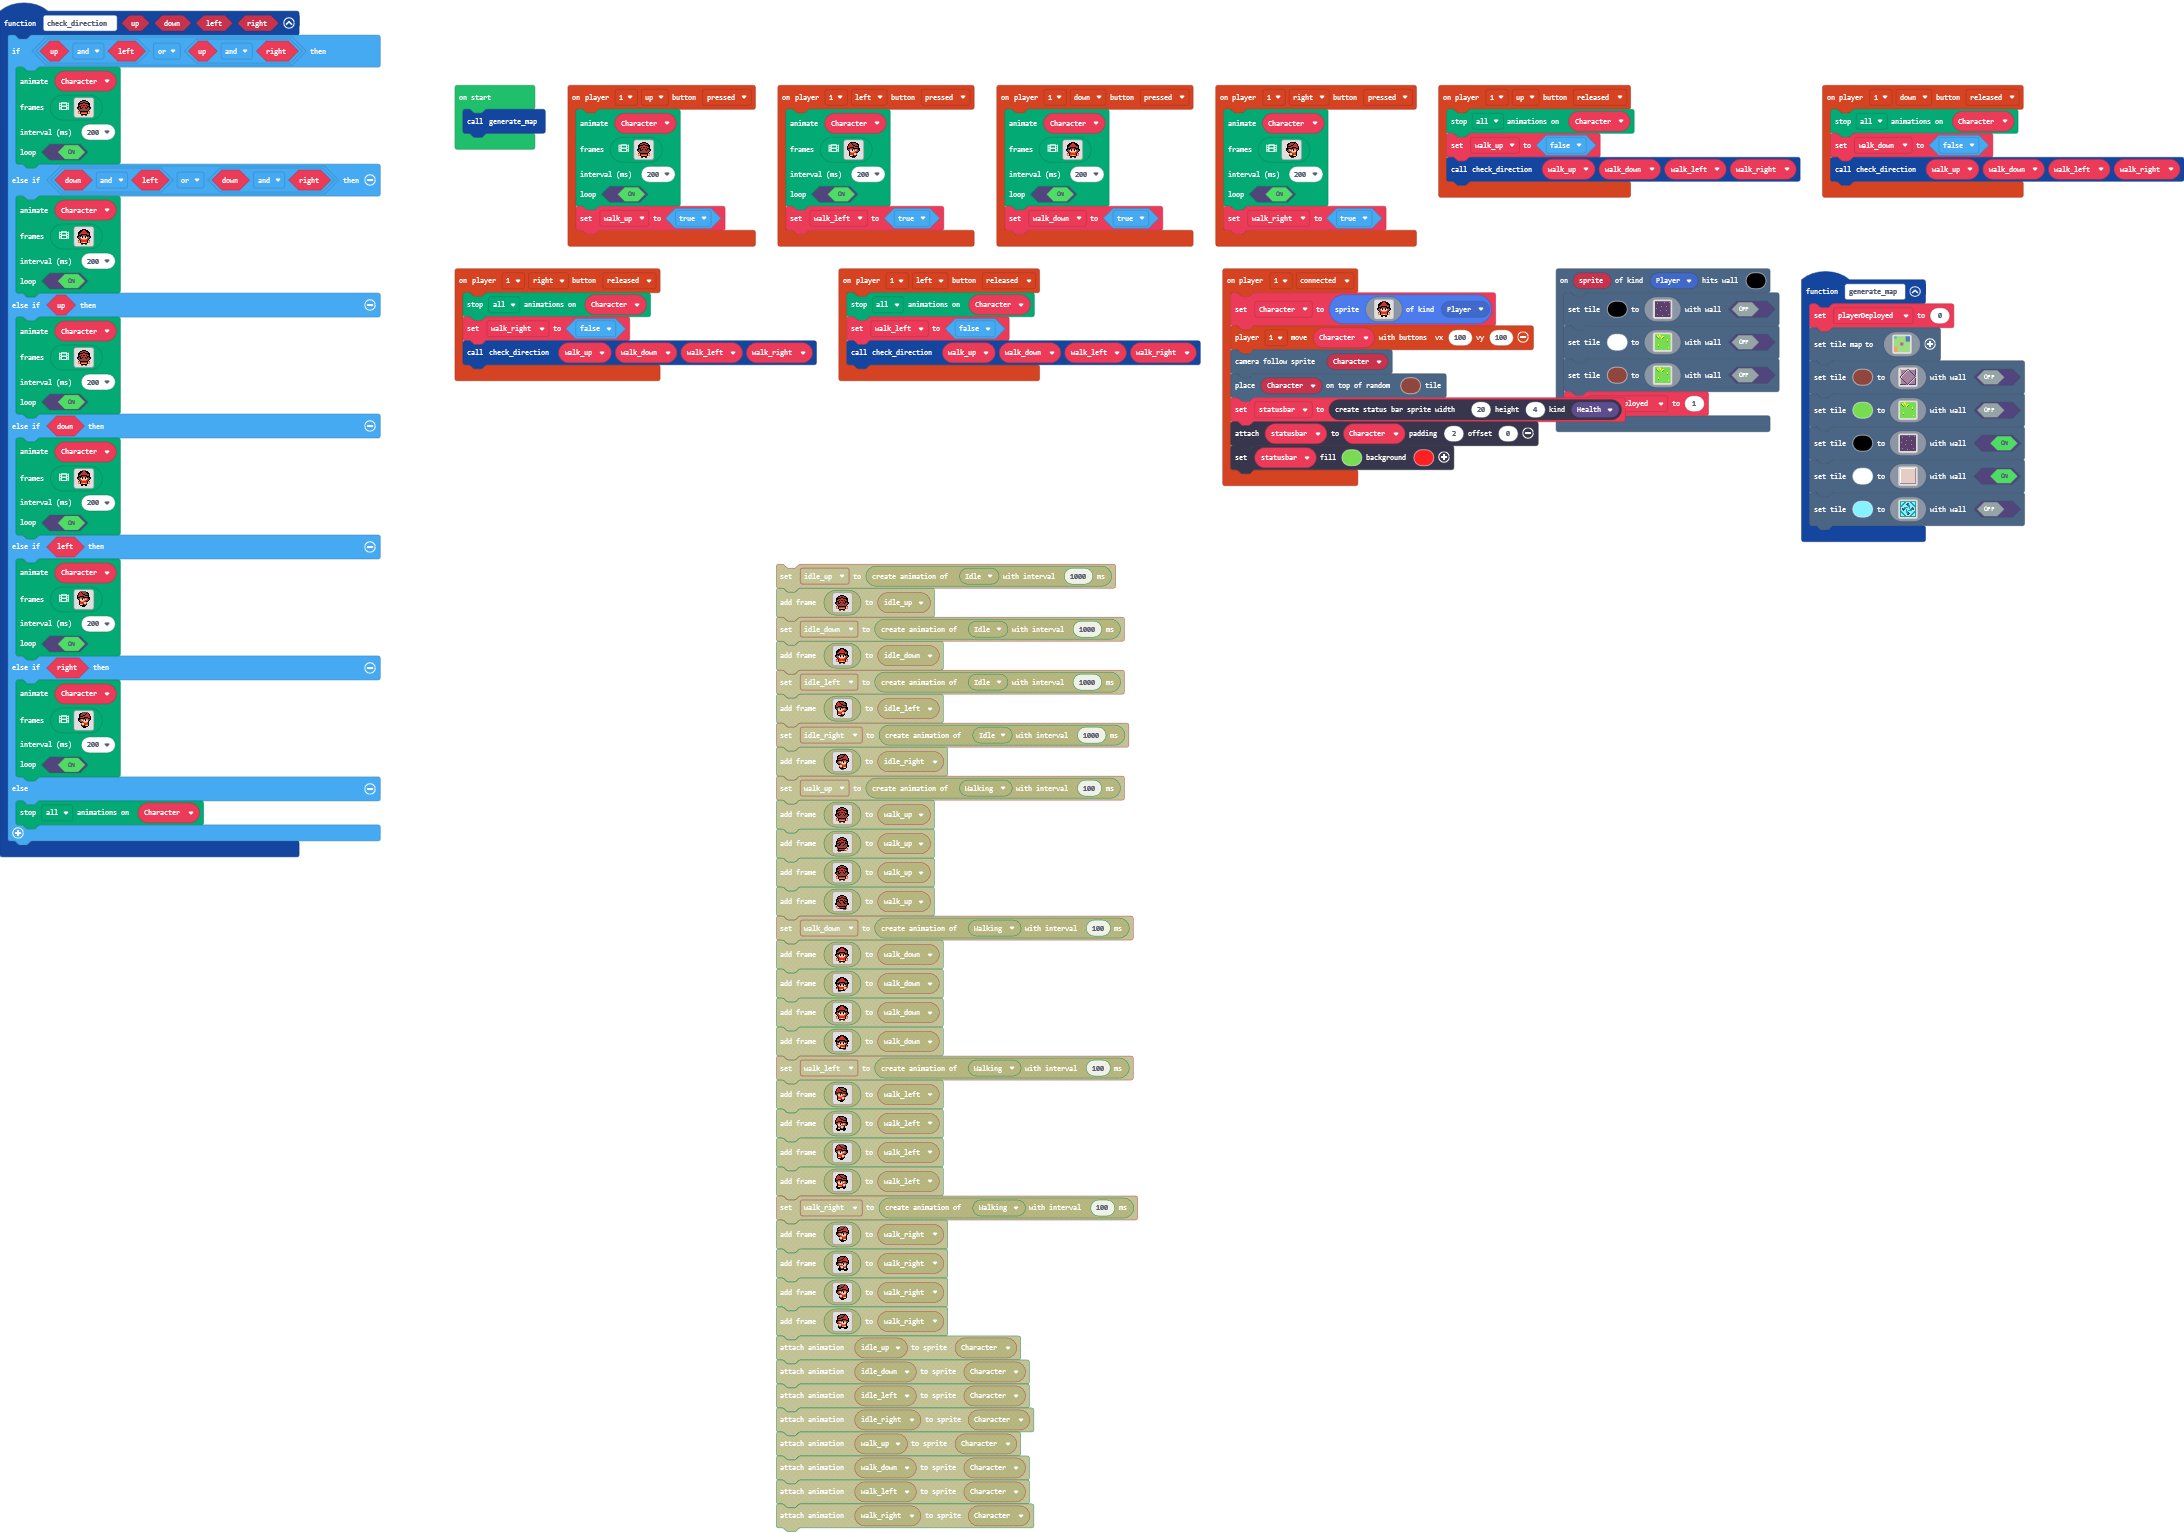 function check_direction up down left right
if up and left or up and right then
animate Character
frames
interval (ms) 200
loop ON
else if down and left or down and right then
animate Character
frames
interval (ms) 200
loop ON
else if up then
animate Character
frames
interval (ms) 200
loop ON
else if down then
animate Character
frames
interval (ms) 200
loop ON
else if left then
animate Character
frames
interval (ms) 200
loop ON
else if right then
animate Character
frames
interval (ms) 200
loop ON
else
stop all animations on Character
on start
call generate_map
on player 1 up button pressed
animate Character
frames
interval (ms) 200
loop ON
set walk_up to true
on player 1 left button pressed
animate Character
frames
interval (ms) 200
loop ON
set walk_left to true
on player 1 down button pressed
animate Character
frames
interval (ms) 200
loop ON
set walk_down to true
on player 1 right button pressed
animate Character
frames
interval (ms) 200
loop ON
set walk_right to true
on player 1 up button released
stop all animations on Character
set walk_up to false
call check_direction walk_up walk_down walk_left walk_right
on player 1 down button released
stop all animations on Character
set walk_down to false
call check_direction walk_up walk_down walk_left walk_right
on player 1 right button released
stop all animations on Character
set walk_right to false
call check_direction walk_up walk_down walk_left walk_right
on player 1 left button released
stop all animations on Character
set walk_left to false
call check_direction walk_up walk_down walk_left walk_right
on player 1 connected
set Character to sprite of kind Player
player 1 move Character with buttons vx 100 vy 100
camera follow sprite Character
place Character on top of random tile
set statusbar to create status bar sprite width 20 height 4 kind Health
attach statusbar to Character padding 2 offset 0
set statusbar fill background
on sprite of kind Player hits wall
set tile to with wall OFF
set tile to with wall OFF
set tile to with wall OFF
loyed to 1
function generate_map
set playerDeployed to 0
set tile map to
set tile to with wall OFF
set tile to with wall OFF
set tile to with wall ON
set tile to with wall ON
set tile to with wall OFF
set idle_up to create animation of Idle with interval 1000 ms
add frame to idle_up
set idle_down to create animation of Idle with interval 1000 ms
add frame to idle_down
set idle_left to create animation of Idle with interval 1000 ms
add frame to idle_left
set idle_right to create animation of Idle with interval 1000 ms
add frame to idle_right
set walk_up to create animation of Walking with interval 100 ms
add frame to walk_up
add frame to walk_up
add frame to walk_up
add frame to walk_up
set walk_down to create animation of Walking with interval 100 ms
add frame to walk_down
add frame to walk_down
add frame to walk_down
add frame to walk_down
set walk_left to create animation of Walking with interval 100 ms
add frame to walk_left
add frame to walk_left
add frame to walk_left
add frame to walk_left
set walk_right to create animation of Walking with interval 100 ms
add frame to walk_right
add frame to walk_right
add frame to walk_right
add frame to walk_right
attach animation idle_up to sprite Character
attach animation idle_down to sprite Character
attach animation idle_left to sprite Character
attach animation idle_right to sprite Character
attach animation walk_up to sprite Character
attach animation walk_down to sprite Character
attach animation walk_left to sprite Character
attach animation walk_right to sprite Character